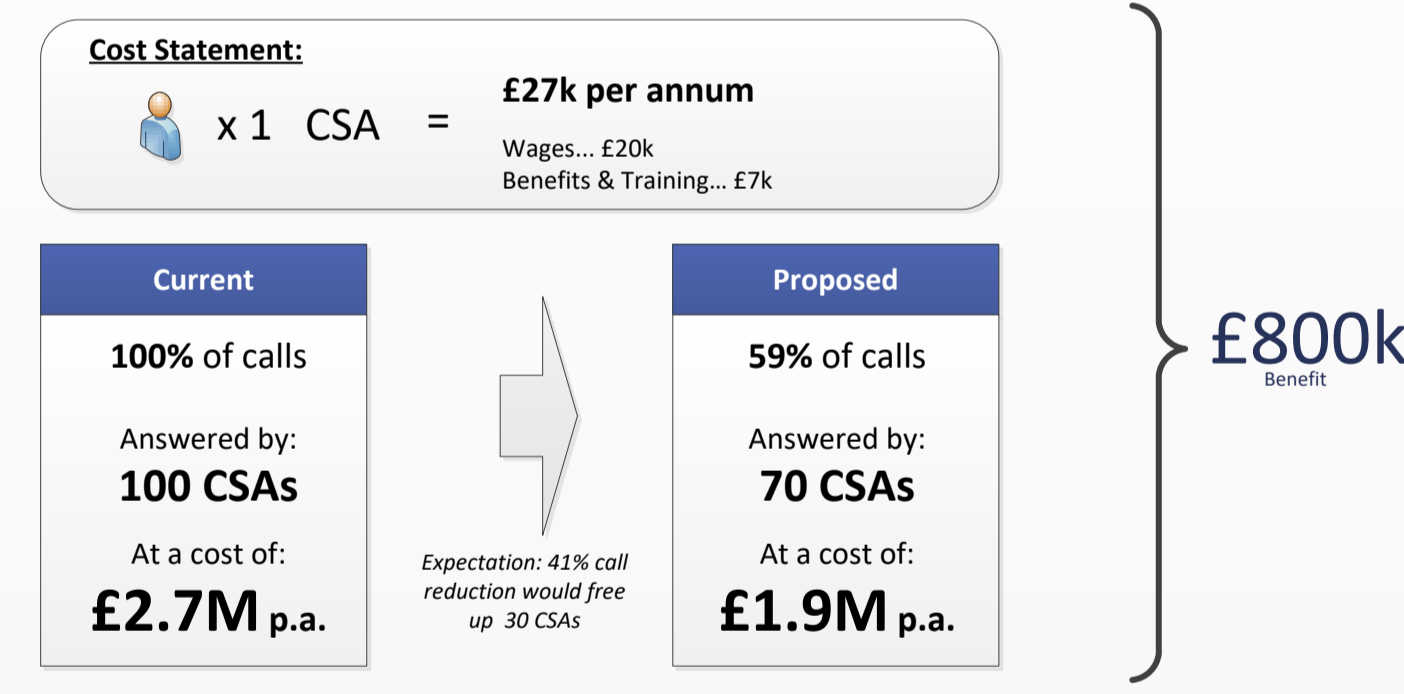 Cost Statement:
x 1 CSA =
£27k per annum
Wages... £20k
Benefits & Training... £7k
Current
100% of calls
Answered by:
100 CSAs
At a cost of:
£2.7M p.a.
Expectation: 41% call
reduction would free
up 30 CSAs
Proposed
59% of calls
Answered by:
70 CSAs
At a cost of:
£1.9M p.a.
£800k
Benefit